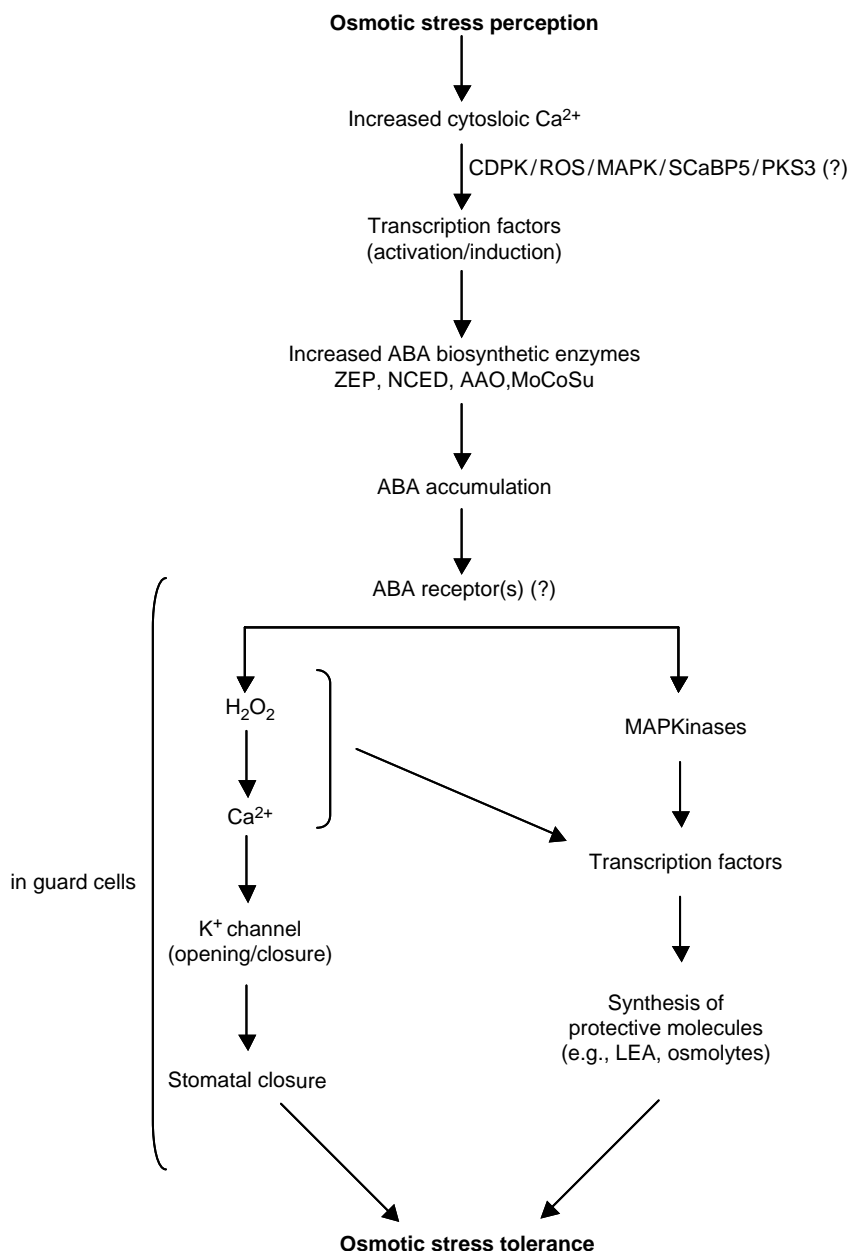 Osmotic stress perception
Increased cytosloic Ca²⁺
CDPK/ROS/MAPK/SCaBP5/PKS3 (?)
Transcription factors
(activation/induction)
Increased ABA biosynthetic enzymes
ZEP, NCED, AAO,MoCoSu
ABA accumulation
ABA receptor(s) (?)
H₂O₂
MAPKinases
Ca²⁺
Transcription factors
in guard cells
K⁺ channel
(opening/closure)
Synthesis of
protective molecules
(e.g., LEA, osmolytes)
Stomatal closure
Osmotic stress tolerance